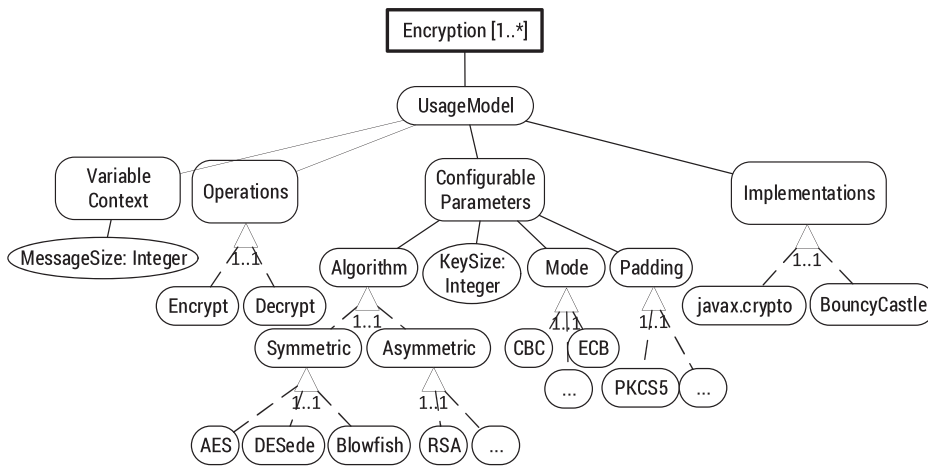 Encryption [1..*]
UsageModel
Variable
Context
Operations
Configurable
Parameters
Implementations
MessageSize: Integer
1..1
Algorithm
KeySize:
Integer
Mode
Padding
1..1
Encrypt
Decrypt
1..1
1..1
1..1
javax.crypto
BouncyCastle
Symmetric
Asymmetric
CBC
ECB
...
PKCS5
...
1..1
1..1
AES
DESede
Blowfish
RSA
...